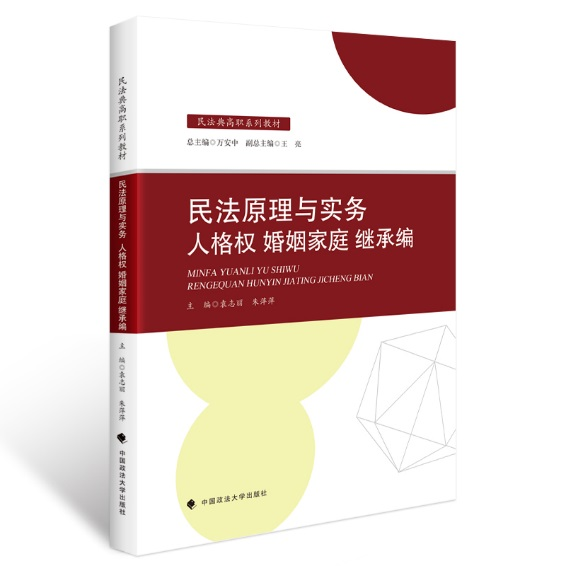 民法典高职系列教材
总主编◎万安中 副总主编◎王 亮
民法原理与实务
人格权 婚姻家庭 继承编
MINFA YUANLI YU SHIWU
RENGEQUAN HUNYIN JIATING JICHENG BIAN
主 编◎袁志丽 朱萍萍
中国政法大学出版社
民法典高职系列教材
民法原理与实务 人格权 婚姻家庭 继承编
主 编◎袁志丽 朱萍萍
中国政法大学出版社